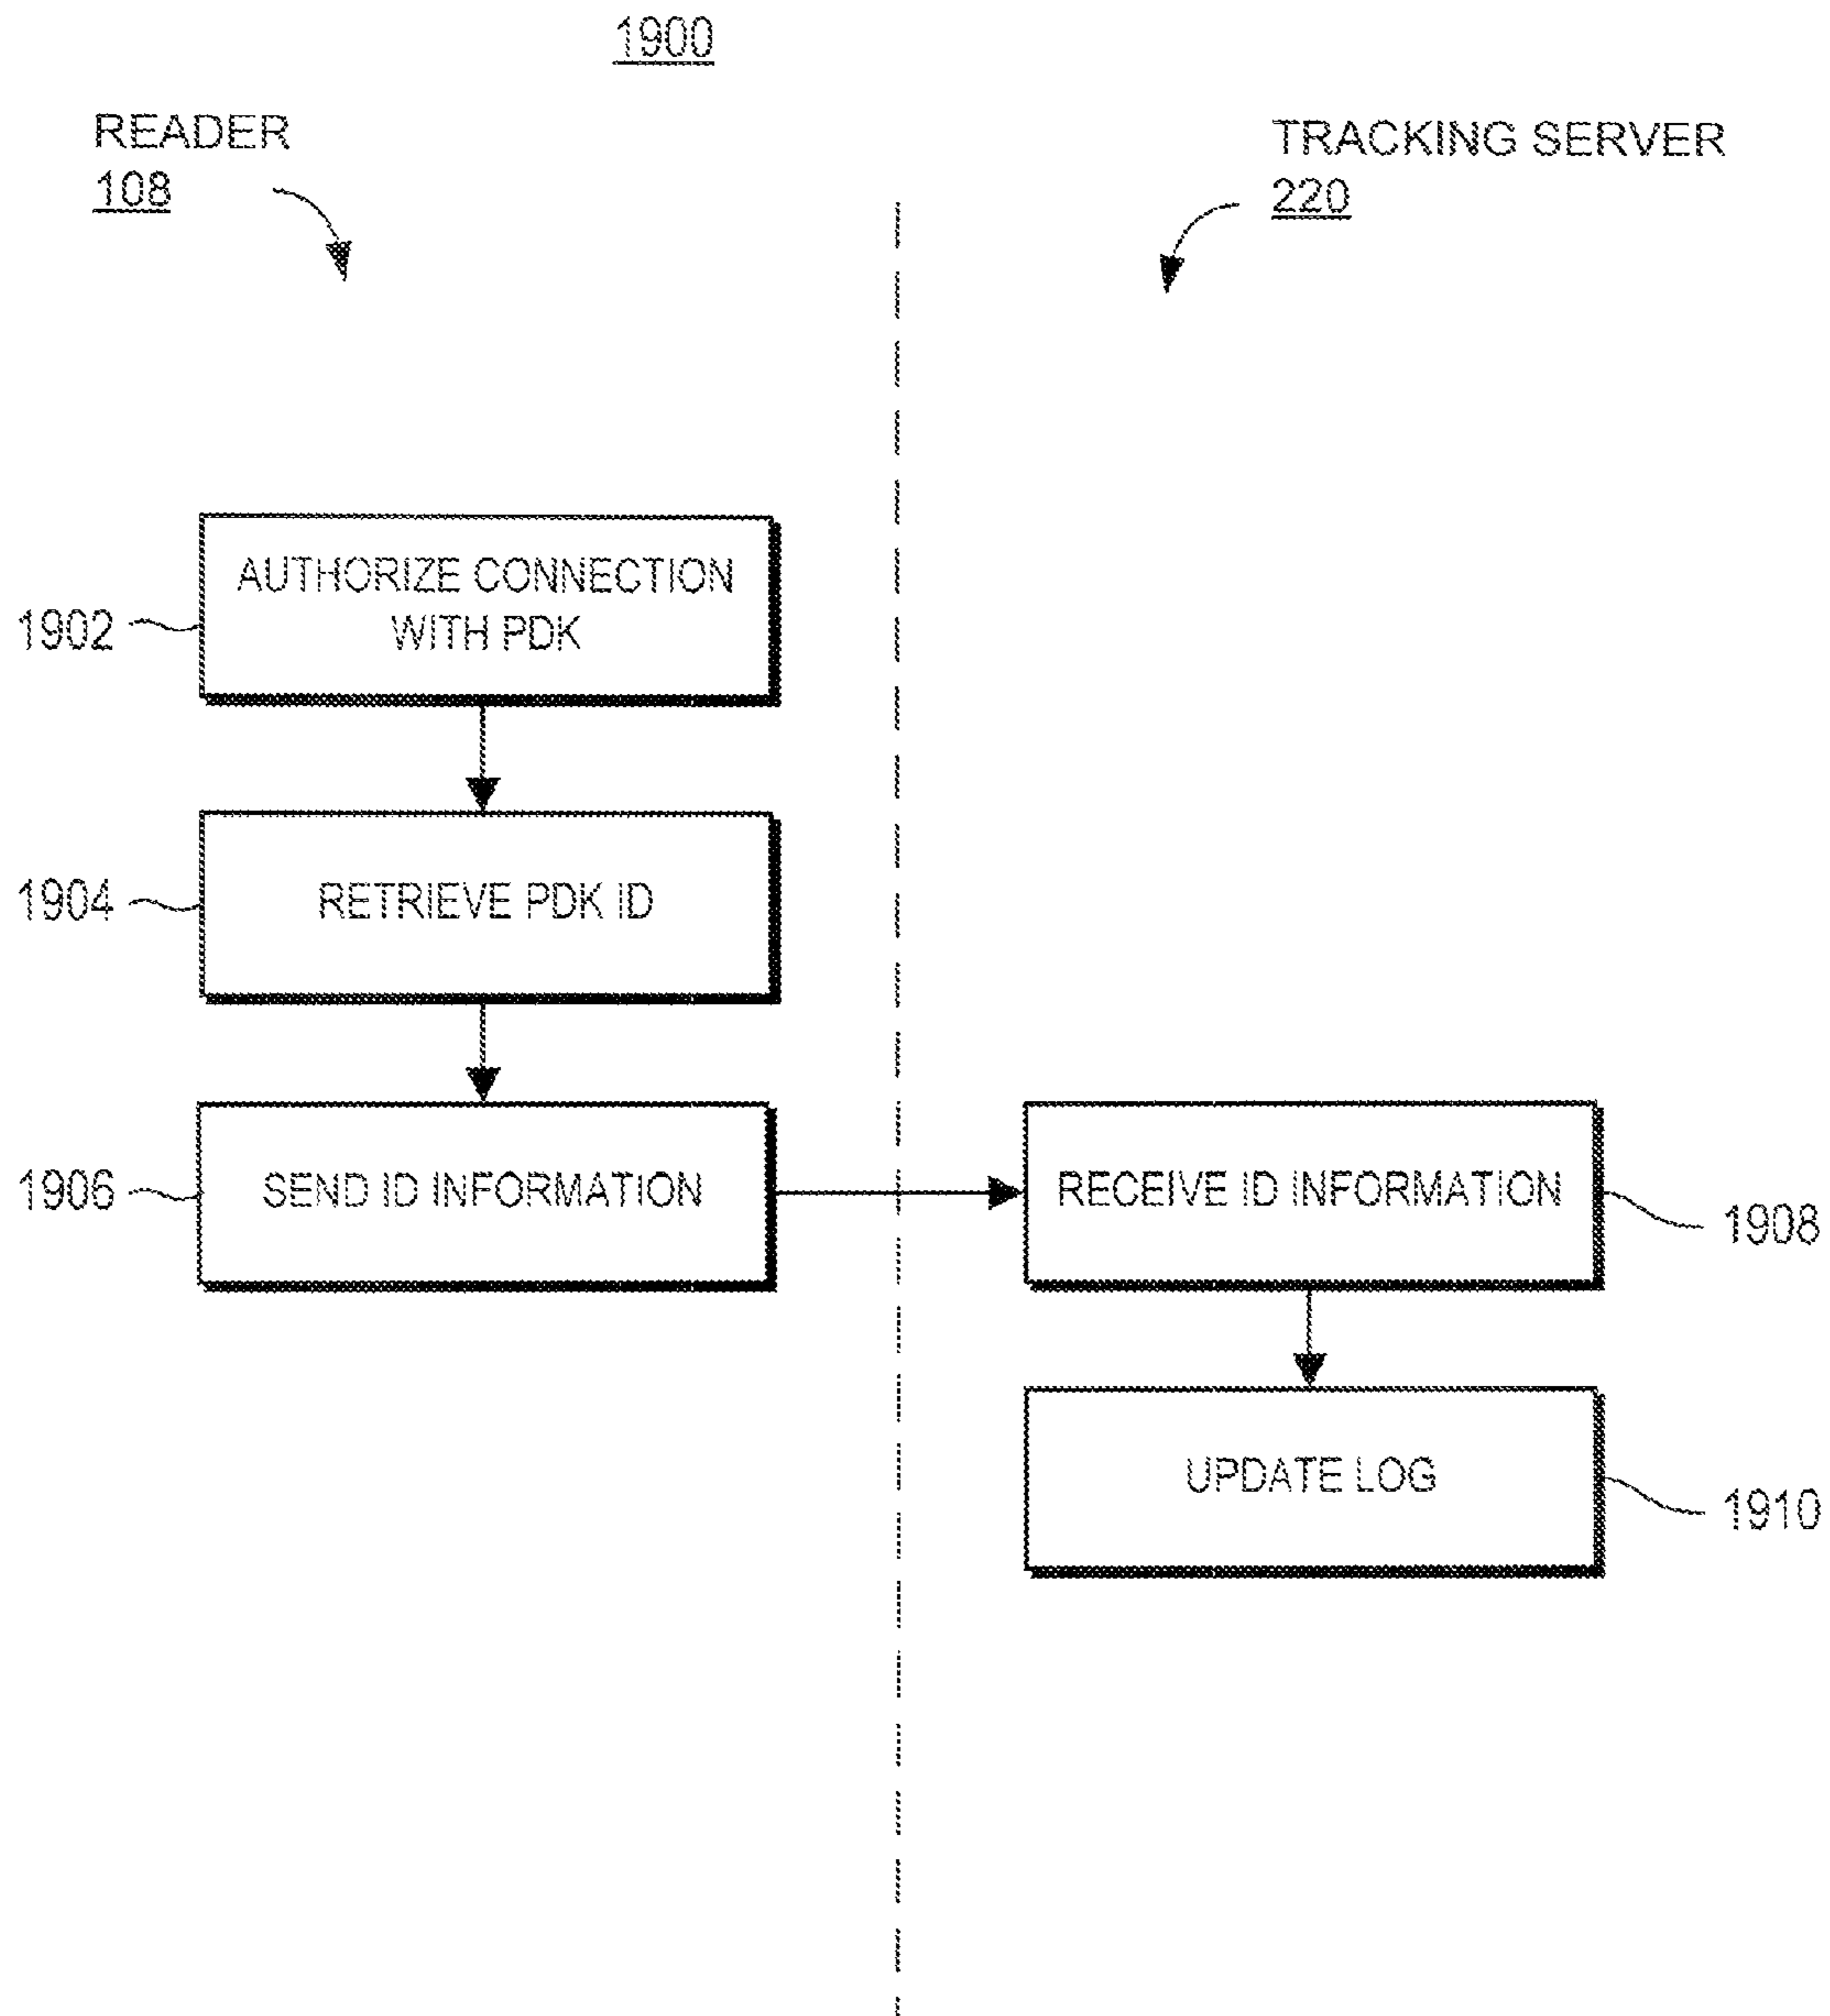 1900
READER
108
TRACKING SERVER
220
AUTHORIZE CONNECTION
WITH PDK
1902
RETRIEVE PDK ID
1904
SEND ID INFORMATION
1906
RECEIVE ID INFORMATION
1908
UPDATE LOG
1910